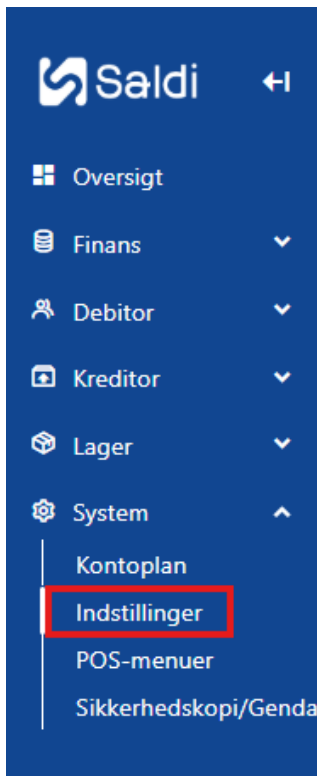 Saldi
Oversigt
Finans
Debitor
Kreditor
Lager
System
Kontoplan
Indstillinger
POS-menuer
Sikkerhedskopi/Genda